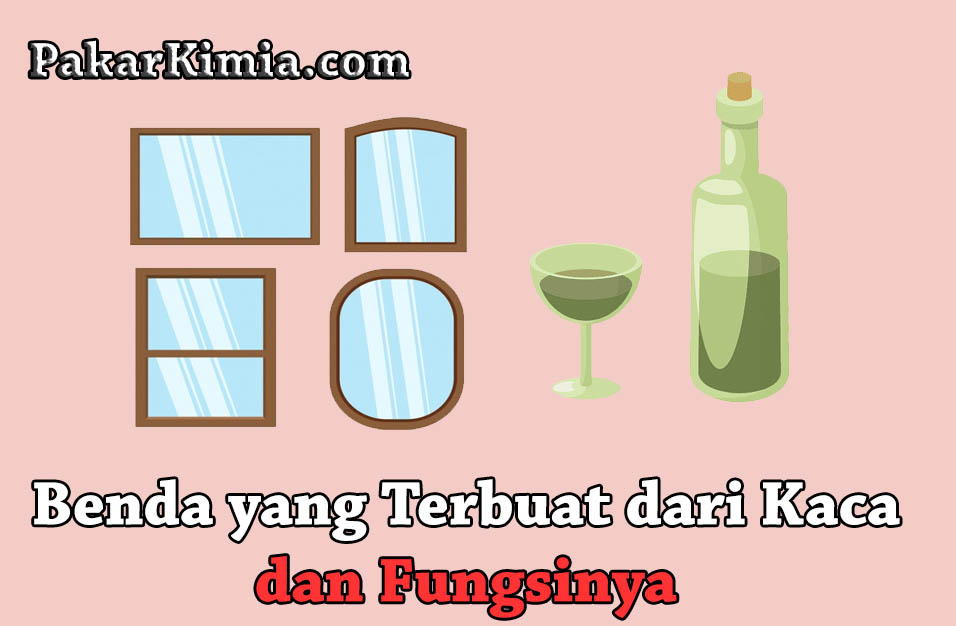 PakarKimia.com
Benda yang Terbuat dari Kaca
dan Fungsinya